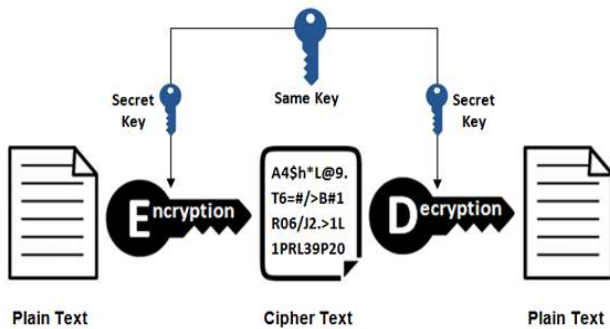 Secret
Key
Same Key
Secret
Key
Encryption
A4$h*L@9.
T6=#/>B#1
R06/J2.>1L
1PRL39P20
Decryption
Plain Text
Cipher Text
Plain Text